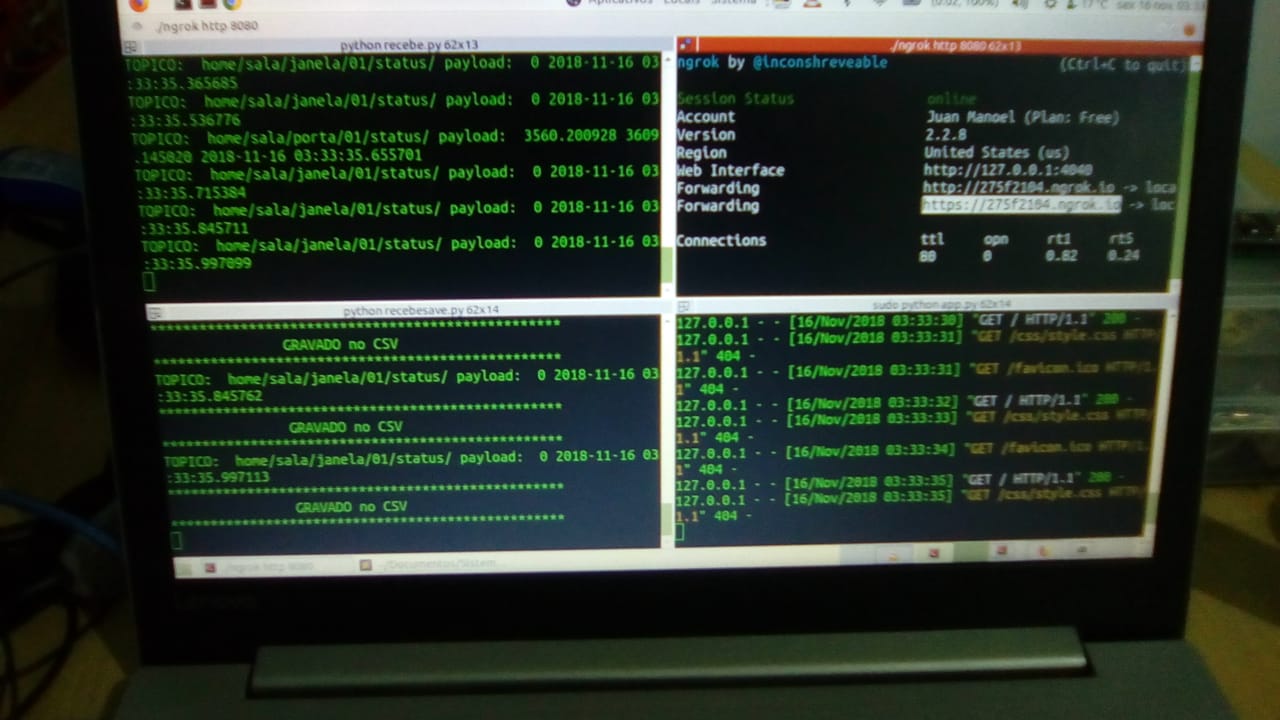 Aplicativos Locais Sistema
17°C sex 16 nov 03:33
./ngrok http 8080
python recebe.py 62x13
TOPICO: home/sala/janela/01/status/ payload: 0 2018-11-16 03
:33:35.365685
TOPICO: home/sala/janela/01/status/ payload: 0 2018-11-16 03
:33:35.536776
TOPICO: home/sala/porta/01/status/ payload: 3560.200928 3609
.145020 2018-11-16 03:33:35.655701
TOPICO: home/sala/janela/01/status/ payload: 0 2018-11-16 03
:33:35.715384
TOPICO: home/sala/janela/01/status/ payload: 0 2018-11-16 03
:33:35.845711
TOPICO: home/sala/janela/01/status/ payload: 0 2018-11-16 03
:33:35.997099
./ngrok http 8080 62x13
ngrok by @inconshreveable (Ctrl+C to quit)
Session Status online
Account Juan Manoel (Plan: Free)
Version 2.2.8
Region United States (us)
Web Interface http://127.0.0.1:4040
Forwarding http://275f2104.ngrok.io -> loca
Forwarding https://275f2104.ngrok.io -> loc
Connections ttl opn rt1 rt5
80 0 0.82 0.24
python recebesave.py 62x14
**************************************************
GRAVADO no CSV
**************************************************
TOPICO: home/sala/janela/01/status/ payload: 0 2018-11-16 03
:33:35.845762
**************************************************
GRAVADO no CSV
**************************************************
TOPICO: home/sala/janela/01/status/ payload: 0 2018-11-16 03
:33:35.997113
**************************************************
GRAVADO no CSV
**************************************************
sudo python app.py 62x14
127.0.0.1 - - [16/Nov/2018 03:33:30] "GET / HTTP/1.1" 200 -
127.0.0.1 - - [16/Nov/2018 03:33:31] "GET /css/style.css HTTP/
1.1" 404 -
127.0.0.1 - - [16/Nov/2018 03:33:31] "GET /favicon.ico HTTP/1.
1" 404 -
127.0.0.1 - - [16/Nov/2018 03:33:32] "GET / HTTP/1.1" 200 -
127.0.0.1 - - [16/Nov/2018 03:33:33] "GET /css/style.css HTTP/
1.1" 404 -
127.0.0.1 - - [16/Nov/2018 03:33:34] "GET /favicon.ico HTTP/1.
1" 404 -
127.0.0.1 - - [16/Nov/2018 03:33:35] "GET / HTTP/1.1" 200 -
127.0.0.1 - - [16/Nov/2018 03:33:35] "GET /css/style.css HTTP/
1.1" 404 -
./ngrok http 8080
~/Documentos/Sistem...
Lenovo